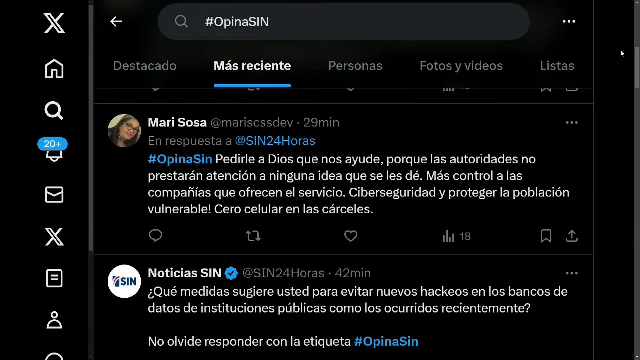 #OpinaSIN
Destacado Más reciente Personas Fotos y videos Listas
Mari Sosa @mariscssdev · 29min
En respuesta a @SIN24Horas
#OpinaSin Pedirle a Dios que nos ayude, porque las autoridades no
prestarán atención a ninguna idea que se les dé. Más control a las
compañías que ofrecen el servicio. Ciberseguridad y proteger la población
vulnerable! Cero celular en las cárceles.
18
20+
SIN
Noticias SIN @SIN24Horas · 42min
¿Qué medidas sugiere usted para evitar nuevos hackeos en los bancos de
datos de instituciones públicas como los ocurridos recientemente?
No olvide responder con la etiqueta #OpinaSin